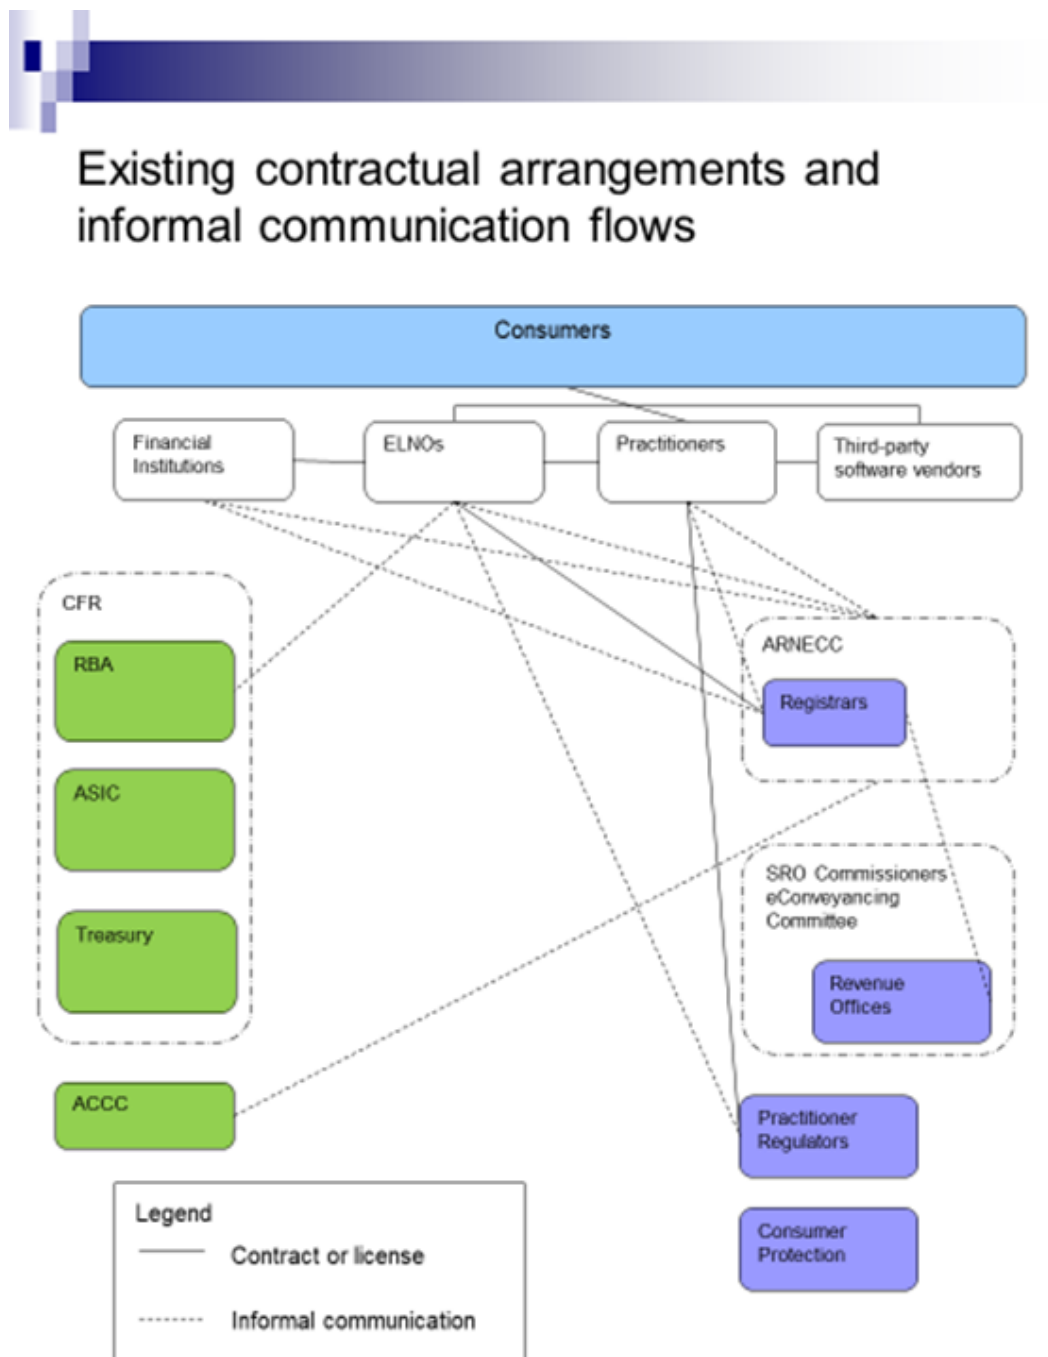 Existing contractual arrangements and
informal communication flows
Consumers
Financial
Institutions
ELNOs
Practitioners
Third-party
software vendors
CFR
RBA
ASIC
Treasury
ACCC
ARNECC
Registrars
SRO Commissioners
eConveyancing
Committee
Revenue
Offices
Practitioner
Regulators
Consumer
Protection
Legend
Contract or license
Informal communication